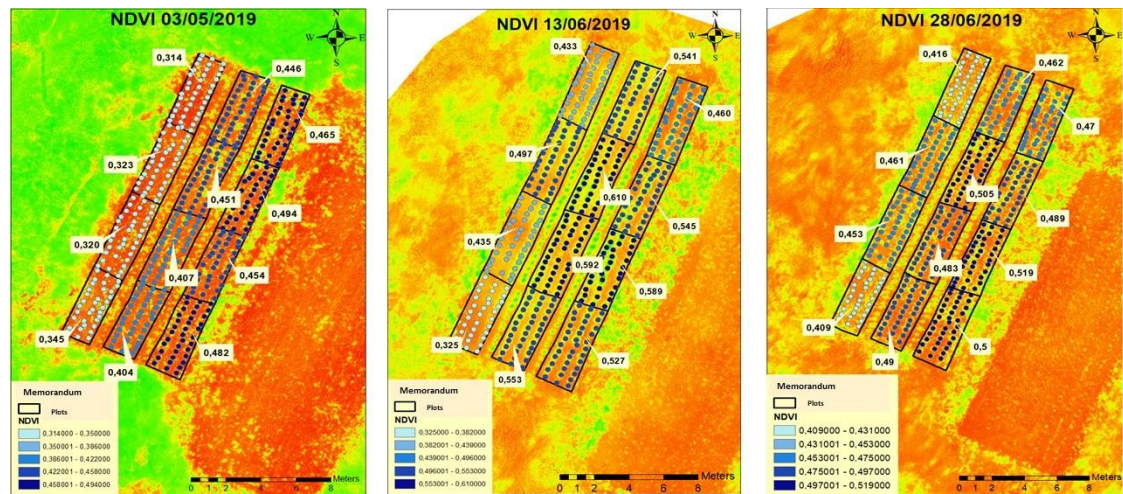 NDVI 03/05/2019
N
W
E
S
0,314
0,446
0,465
0,323
0,451
0,494
0,320
0,407
0,454
0,345
0,482
0,404
Memorandum
Plots
NDVI
0,314000 - 0,350000
0,350001 - 0,386000
0,386001 - 0,422000
0,422001 - 0,458000
0,458001 - 0,494000
Meters
0 1 2 4 6 8
NDVI 13/06/2019
N
W
E
S
0,433
0,541
0,460
0,497
0,610
0,545
0,435
0,592
0,589
0,325
0,527
0,553
Memorandum
Plots
NDVI
0,325000 - 0,382000
0,382001 - 0,439000
0,439001 - 0,496000
0,496001 - 0,553000
0,553001 - 0,610000
Meters
0 1 2 4 6 8
NDVI 28/06/2019
N
W
E
S
0,416
0,462
0,47
0,461
0,505
0,489
0,453
0,483
0,519
0,409
0,49
0,5
Memorandum
Plots
NDVI
0,409000 - 0,431000
0,431001 - 0,453000
0,453001 - 0,475000
0,475001 - 0,497000
0,497001 - 0,519000
Meters
0 1 2 4 6 8